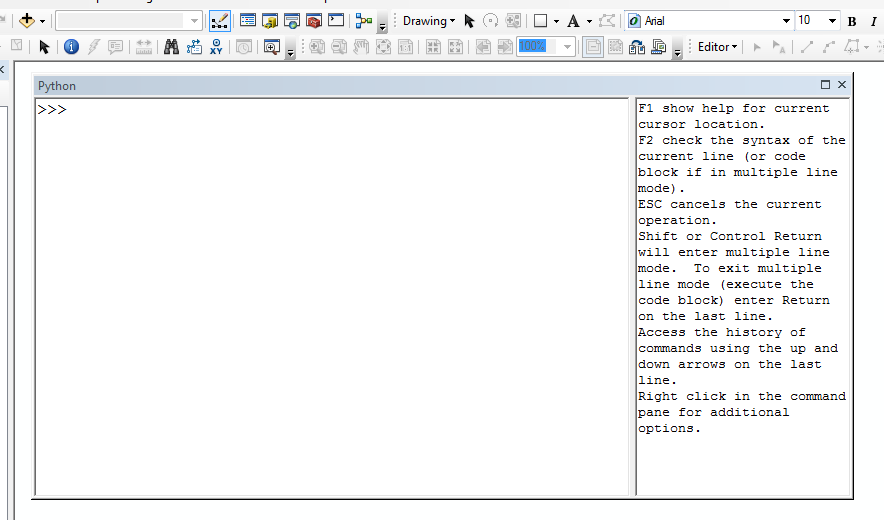 Drawing
A
Arial
10
B
I
XY
1:1
100%
Editor
Python
>>>
F1 show help for current
cursor location.
F2 check the syntax of the
current line (or code
block if in multiple line
mode).
ESC cancels the current
operation.
Shift or Control Return
will enter multiple line
mode.  To exit multiple
line mode (execute the
code block) enter Return
on the last line.
Access the history of
commands using the up and
down arrows on the last
line.
Right click in the command
pane for additional
options.